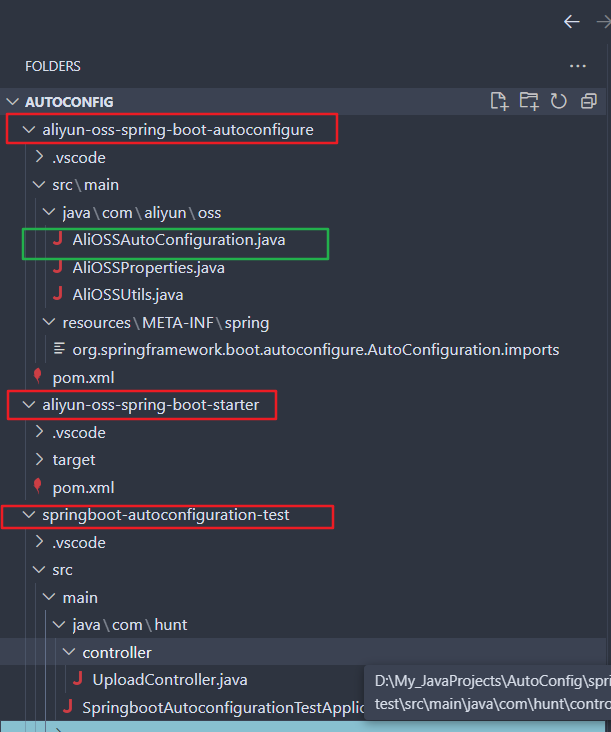 FOLDERS
AUTOCONFIG
aliyun-oss-spring-boot-autoconfigure
.vscode
src\main
java\com\aliyun\oss
AliOSSAutoConfiguration.java
AliOSSProperties.java
AliOSSUtils.java
resources\META-INF\spring
org.springframework.boot.autoconfigure.AutoConfiguration.imports
pom.xml
aliyun-oss-spring-boot-starter
.vscode
target
pom.xml
springboot-autoconfiguration-test
.vscode
src
main
java\com\hunt
controller
UploadController.java
D:\My_JavaProjects\AutoConfig\spri
SpringbootAutoconfigurationTestApplic
test\src\main\java\com\hunt\contro